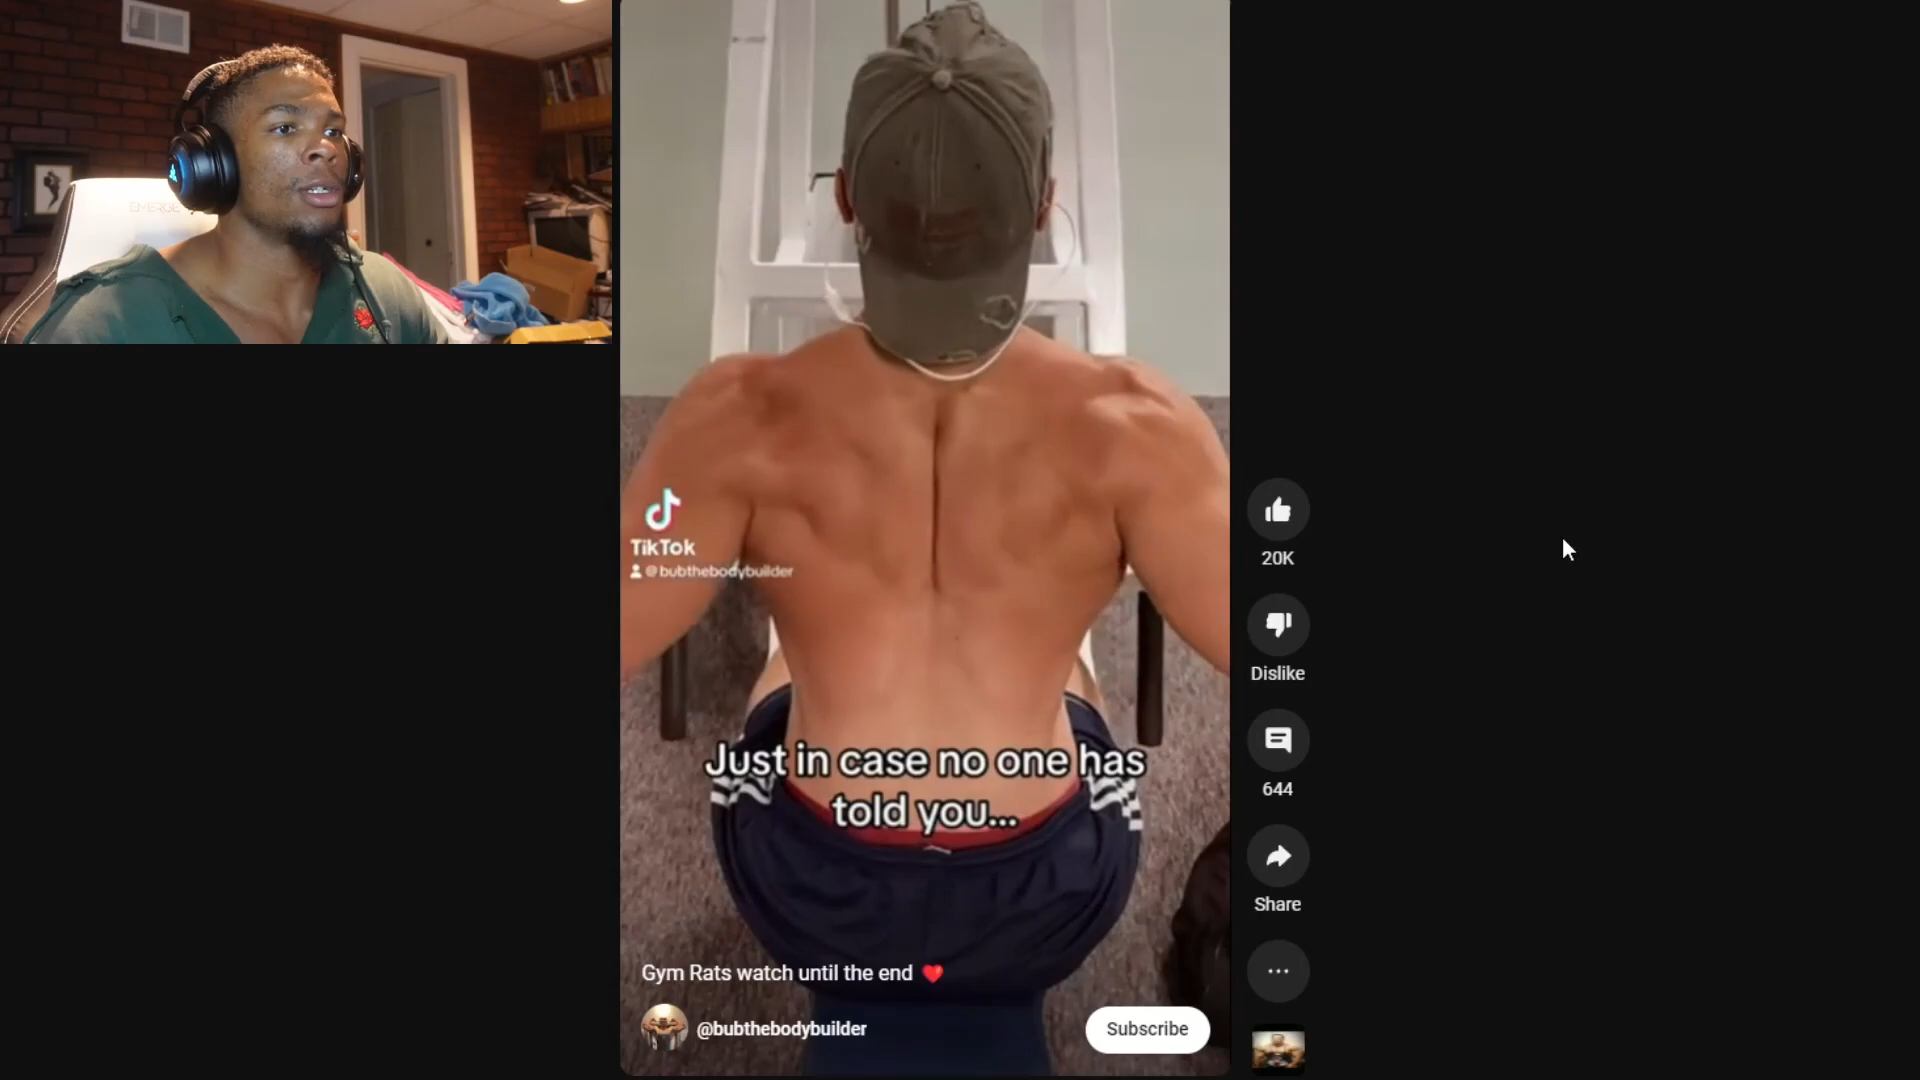 EMERGE
TikTok
@bubthebodybuilder
Just in case no one has
told you...
Gym Rats watch until the end ❤️
@bubthebodybuilder
Subscribe
20K
Dislike
644
Share